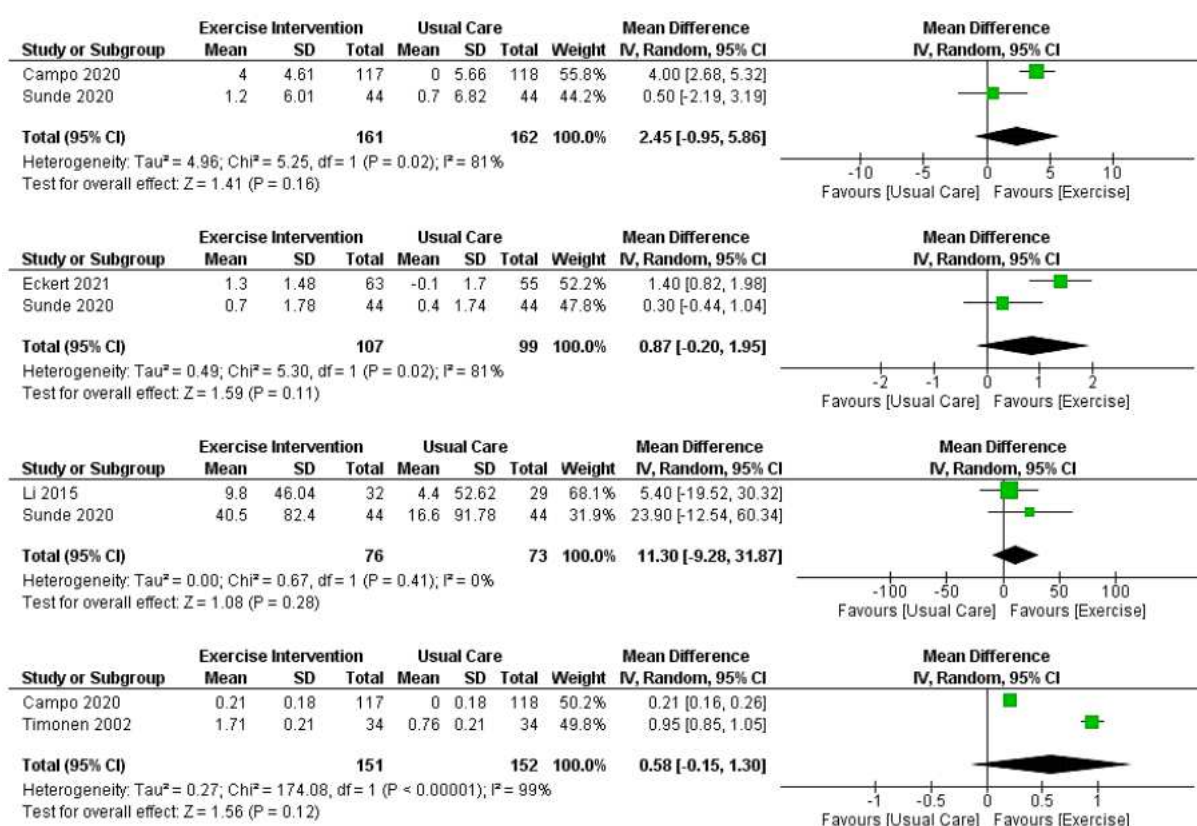 Exercise Intervention Usual Care Mean Difference Mean Difference
Study or Subgroup Mean SD Total Mean SD Total Weight IV, Random, 95% CI IV, Random, 95% CI
Campo 2020 4 4.61 117 0 5.66 118 55.8% 4.00 [2.68, 5.32]
Sunde 2020 1.2 6.01 44 0.7 6.82 44 44.2% 0.50 [-2.19, 3.19]
Total (95% CI) 161 162 100.0% 2.45 [-0.95, 5.86]
Heterogeneity: Tau² = 4.96; Chi² = 5.25, df = 1 (P = 0.02); I² = 81%
Test for overall effect: Z = 1.41 (P = 0.16)
-10 -5 0 5 10
Favours [Usual Care] Favours [Exercise]
Exercise Intervention Usual Care Mean Difference Mean Difference
Study or Subgroup Mean SD Total Mean SD Total Weight IV, Random, 95% CI IV, Random, 95% CI
Eckert 2021 1.3 1.48 63 -0.1 1.7 55 52.2% 1.40 [0.82, 1.98]
Sunde 2020 0.7 1.78 44 0.4 1.74 44 47.8% 0.30 [-0.44, 1.04]
Total (95% CI) 107 99 100.0% 0.87 [-0.20, 1.95]
Heterogeneity: Tau² = 0.49; Chi² = 5.30, df = 1 (P = 0.02); I² = 81%
Test for overall effect: Z = 1.59 (P = 0.11)
-2 -1 0 1 2
Favours [Usual Care] Favours [Exercise]
Exercise Intervention Usual Care Mean Difference Mean Difference
Study or Subgroup Mean SD Total Mean SD Total Weight IV, Random, 95% CI IV, Random, 95% CI
Li 2015 9.8 46.04 32 4.4 52.62 29 68.1% 5.40 [-19.52, 30.32]
Sunde 2020 40.5 82.4 44 16.6 91.78 44 31.9% 23.90 [-12.54, 60.34]
Total (95% CI) 76 73 100.0% 11.30 [-9.28, 31.87]
Heterogeneity: Tau² = 0.00; Chi² = 0.67, df = 1 (P = 0.41); I² = 0%
Test for overall effect: Z = 1.08 (P = 0.28)
-100 -50 0 50 100
Favours [Usual Care] Favours [Exercise]
Exercise Intervention Usual Care Mean Difference Mean Difference
Study or Subgroup Mean SD Total Mean SD Total Weight IV, Random, 95% CI IV, Random, 95% CI
Campo 2020 0.21 0.18 117 0 0.18 118 50.2% 0.21 [0.16, 0.26]
Timonen 2002 1.71 0.21 34 0.76 0.21 34 49.8% 0.95 [0.85, 1.05]
Total (95% CI) 151 152 100.0% 0.58 [-0.15, 1.30]
Heterogeneity: Tau² = 0.27; Chi² = 174.08, df = 1 (P < 0.00001); I² = 99%
Test for overall effect: Z = 1.56 (P = 0.12)
-1 -0.5 0 0.5 1
Favours [Usual Care] Favours [Exercise]